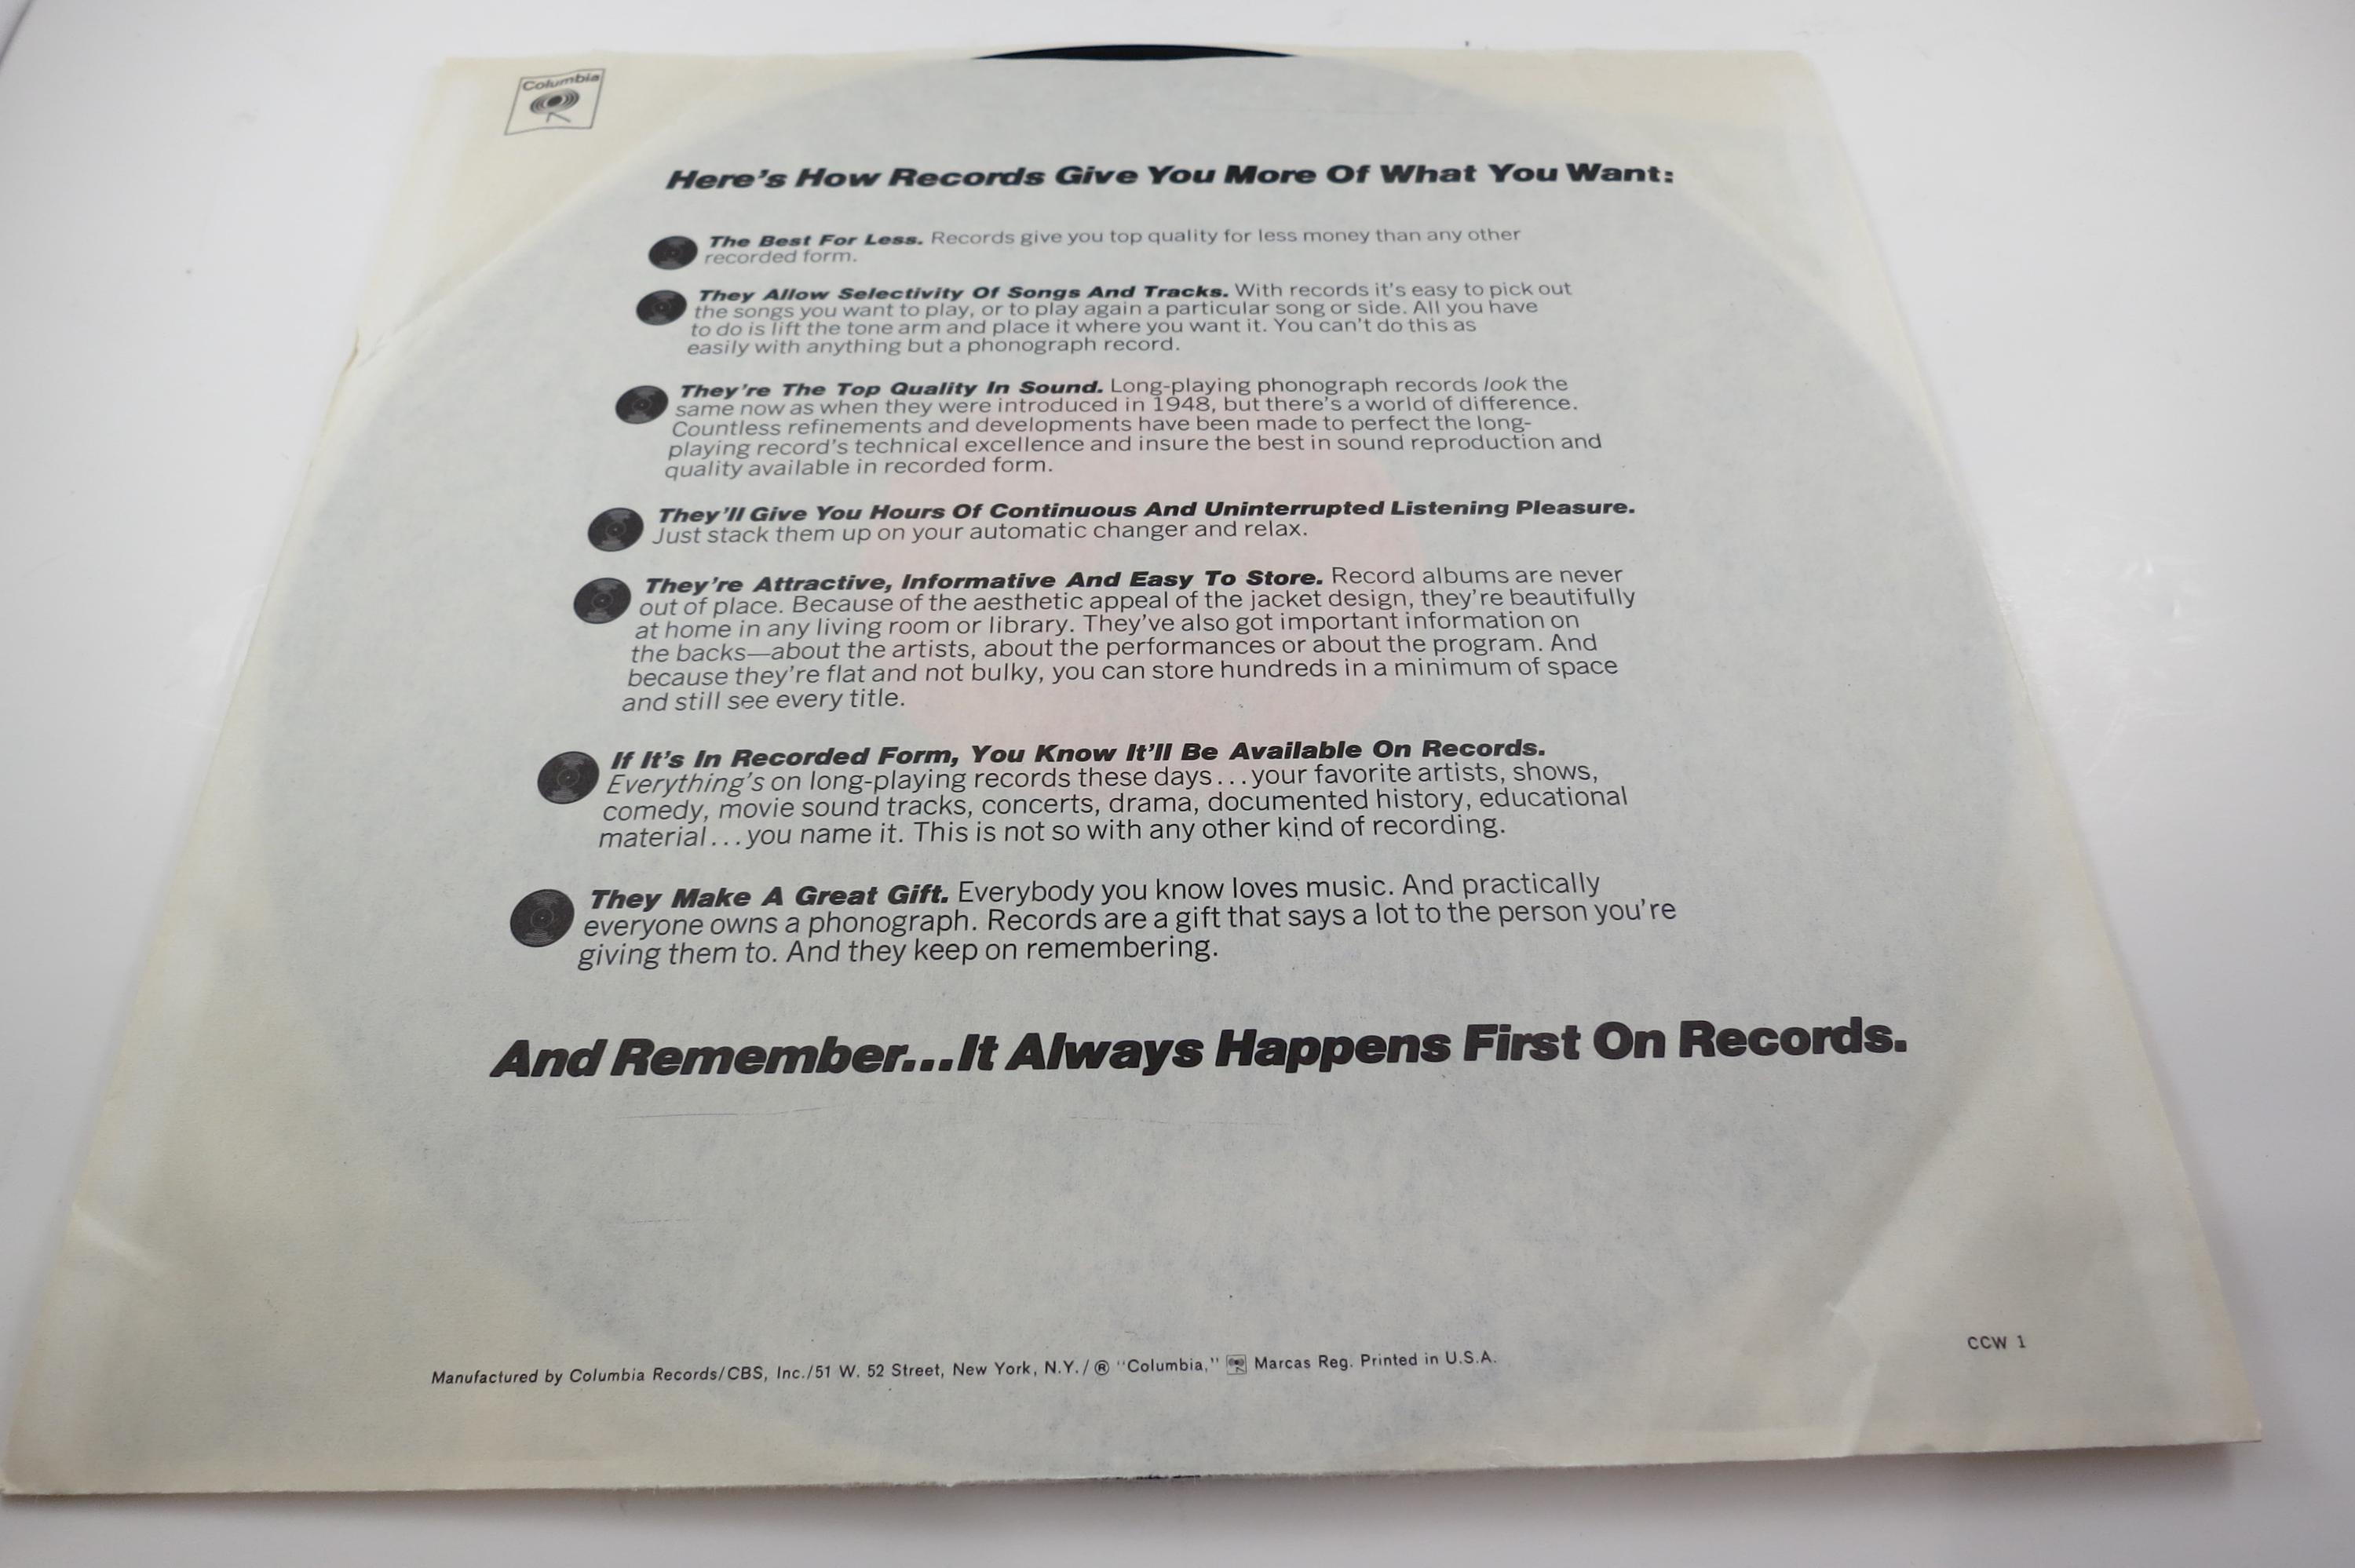 Columbia
Here's How Records Give You More Of What You Want:
The Best For Less. Records give you top quality for less money than any other
recorded form.
They Allow Selectivity Of Songs And Tracks. With records it's easy to pick out
the songs you want to play, or to play again a particular song or side. All you have
to do is lift the tone arm and place it where you want it. You can't do this as
easily with anything but a phonograph record.
They're The Top Quality In Sound. Long-playing phonograph records look the
same now as when they were introduced in 1948, but there's a world of difference.
Countless refinements and developments have been made to perfect the long-
playing record's technical excellence and insure the best in sound reproduction and
quality available in recorded form.
They'll Give You Hours Of Continuous And Uninterrupted Listening Pleasure.
Just stack them up on your automatic changer and relax.
They're Attractive, Informative And Easy To Store. Record albums are never
out of place. Because of the aesthetic appeal of the jacket design, they're beautifully
at home in any living room or library. They've also got important information on
the backs—about the artists, about the performances or about the program. And
because they're flat and not bulky, you can store hundreds in a minimum of space
and still see every title.
If It's In Recorded Form, You Know It'll Be Available On Records.
Everything's on long-playing records these days...your favorite artists, shows,
comedy, movie sound tracks, concerts, drama, documented history, educational
material...you name it. This is not so with any other kind of recording.
They Make A Great Gift. Everybody you know loves music. And practically
everyone owns a phonograph. Records are a gift that says a lot to the person you're
giving them to. And they keep on remembering.
And Remember...It Always Happens First On Records.
CCW 1
Manufactured by Columbia Records/CBS, Inc./51 W. 52 Street, New York, N.Y./® "Columbia," Marcas Reg. Printed in U.S.A.